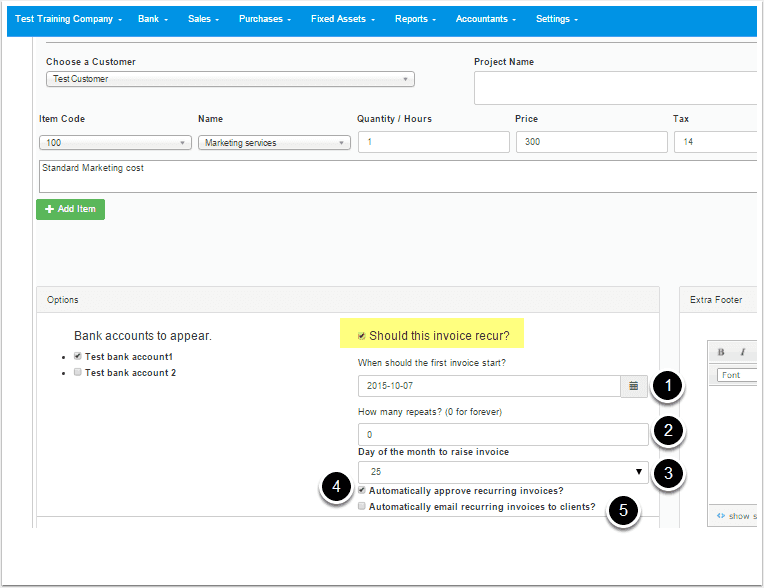 Test Training Company Bank Sales Purchases Fixed Assets Reports Accountants Settings
Choose a Customer Project Name
Test Customer
Item Code Name Quantity / Hours Price Tax
100 Marketing services 1 300 14
Standard Marketing cost
Add Item
Options Extra Footer
Bank accounts to appear.
Test bank account1
Test bank account 2
Should this invoice recur?
When should the first invoice start?
2015-10-07 1
How many repeats? (0 for forever)
0 2
Day of the month to raise invoice
25 3
4 Automatically approve recurring invoices?
Automatically email recurring invoices to clients? 5
B I
Font
show s